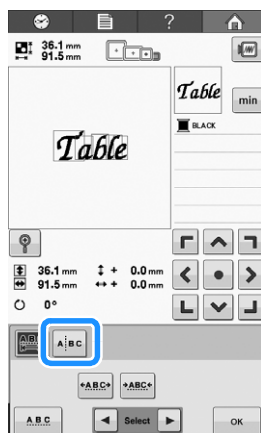 ?
36.1 mm
91.5 mm
Table
Table
min
BLACK
36.1 mm + 0.0 mm
91.5 mm + 0.0 mm
0°
A B C
+ABC+ +ABC+
ABC Select OK